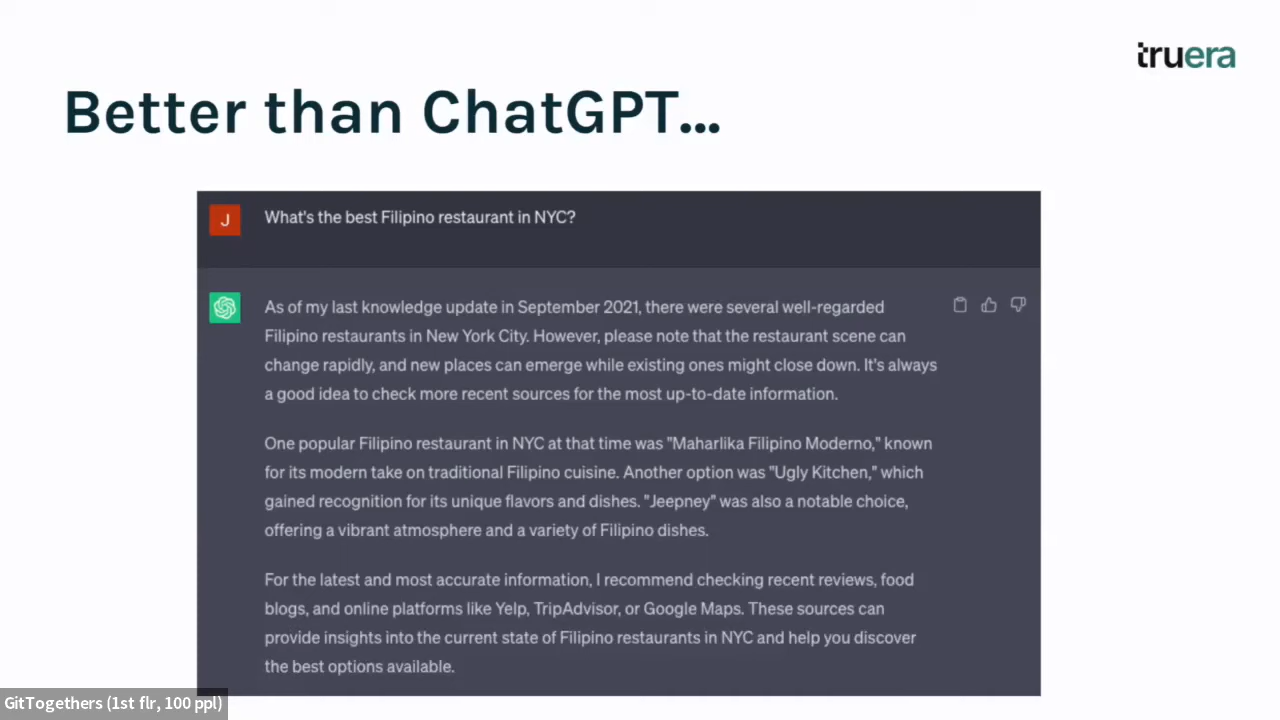 truera
Better than ChatGPT...
J
What's the best Filipino restaurant in NYC?
As of my last knowledge update in September 2021, there were several well-regarded
Filipino restaurants in New York City. However, please note that the restaurant scene can
change rapidly, and new places can emerge while existing ones might close down. It's always
a good idea to check more recent sources for the most up-to-date information.
One popular Filipino restaurant in NYC at that time was "Maharlika Filipino Moderno," known
for its modern take on traditional Filipino cuisine. Another option was "Ugly Kitchen," which
gained recognition for its unique flavors and dishes. "Jeepney" was also a notable choice,
offering a vibrant atmosphere and a variety of Filipino dishes.
For the latest and most accurate information, I recommend checking recent reviews, food
blogs, and online platforms like Yelp, TripAdvisor, or Google Maps. These sources can
provide insights into the current state of Filipino restaurants in NYC and help you discover
the best options available.
GitTogethers (1st flr, 100 ppl)